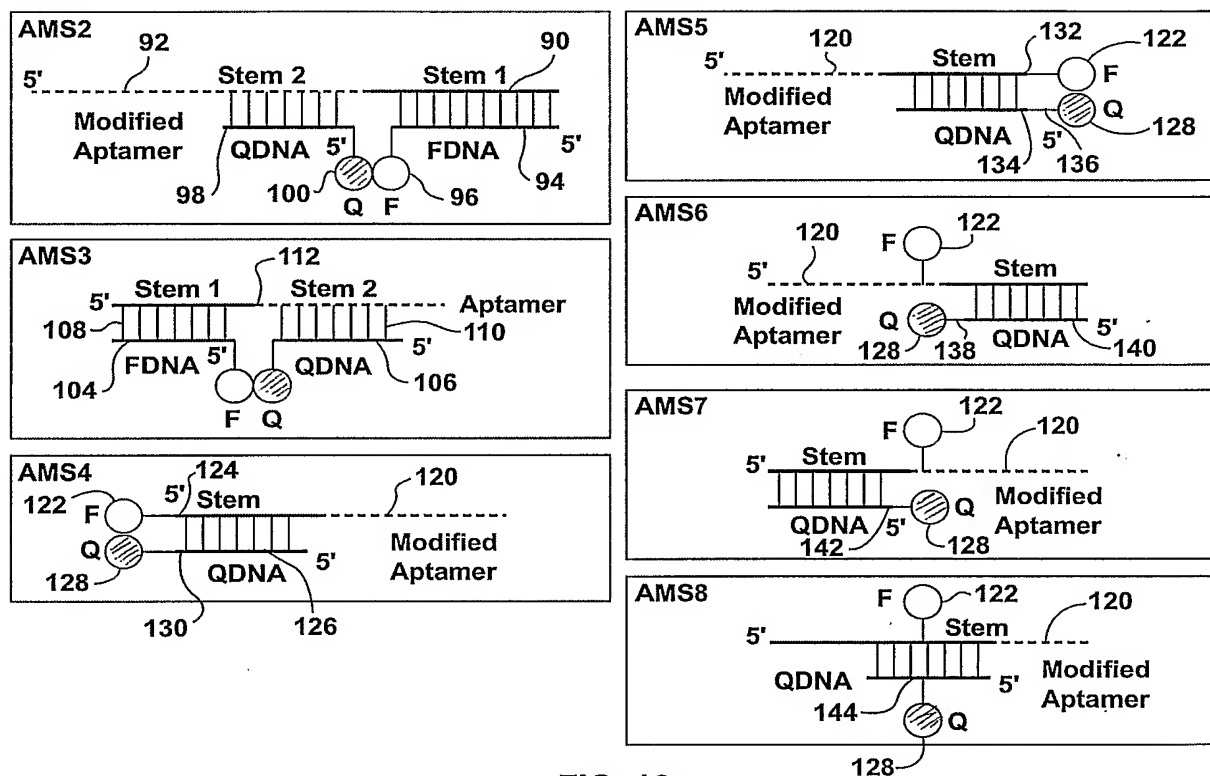 AMS2
92
90
5'
Stem 2
Stem 1
Modified
Aptamer
QDNA
5'
FDNA
5'
98
100
96
94
Q
F
AMS3
112
5'
Stem 1
Stem 2
Aptamer
108
110
FDNA
5'
QDNA
5'
104
106
F
Q
AMS4
124
120
122
5'
Stem
F
Q
Modified
Aptamer
128
QDNA
5'
130
126
AMS5
120
132
122
5'
Stem
F
Modified
Aptamer
Q
QDNA
5'
128
134
136
AMS6
120
F
122
5'
Stem
Modified
Aptamer
Q
QDNA
5'
128
138
140
AMS7
122
F
120
5'
Stem
Modified
Aptamer
QDNA
5'
Q
142
128
AMS8
F
122
120
5'
Stem
QDNA
5'
Modified
Aptamer
144
Q
128